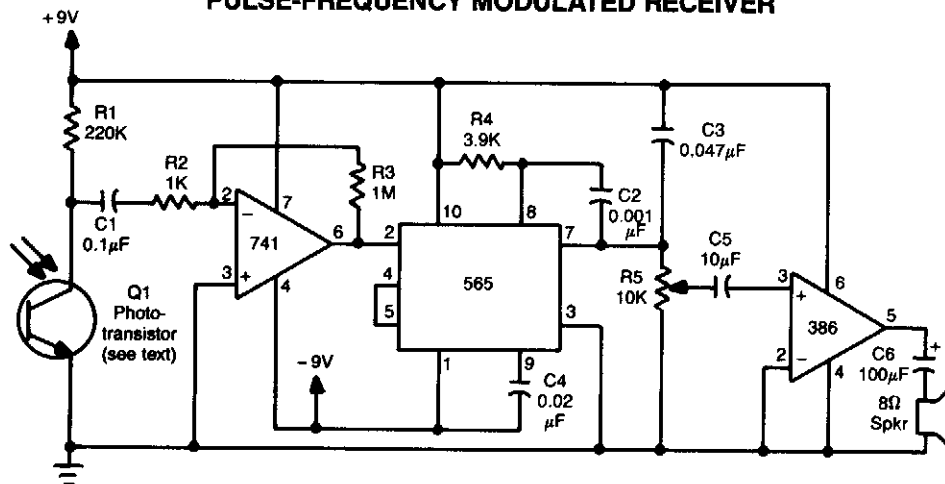 PULSE-FREQUENCY MODULATED RECEIVER
+9V
R1
220K
R2
1K
R3
1M
C1
0.1µF
2
−
7
741
6
3
+
4
Q1
Photo-
transistor
(see text)
−9V
R4
3.9K
10
8
2
7
4
565
5
3
1
9
C4
0.02
µF
C2
0.001
µF
C3
0.047µF
R5
10K
C5
10µF
3
+
6
386
5
2
−
4
+
C6
100µF
8Ω
Spkr